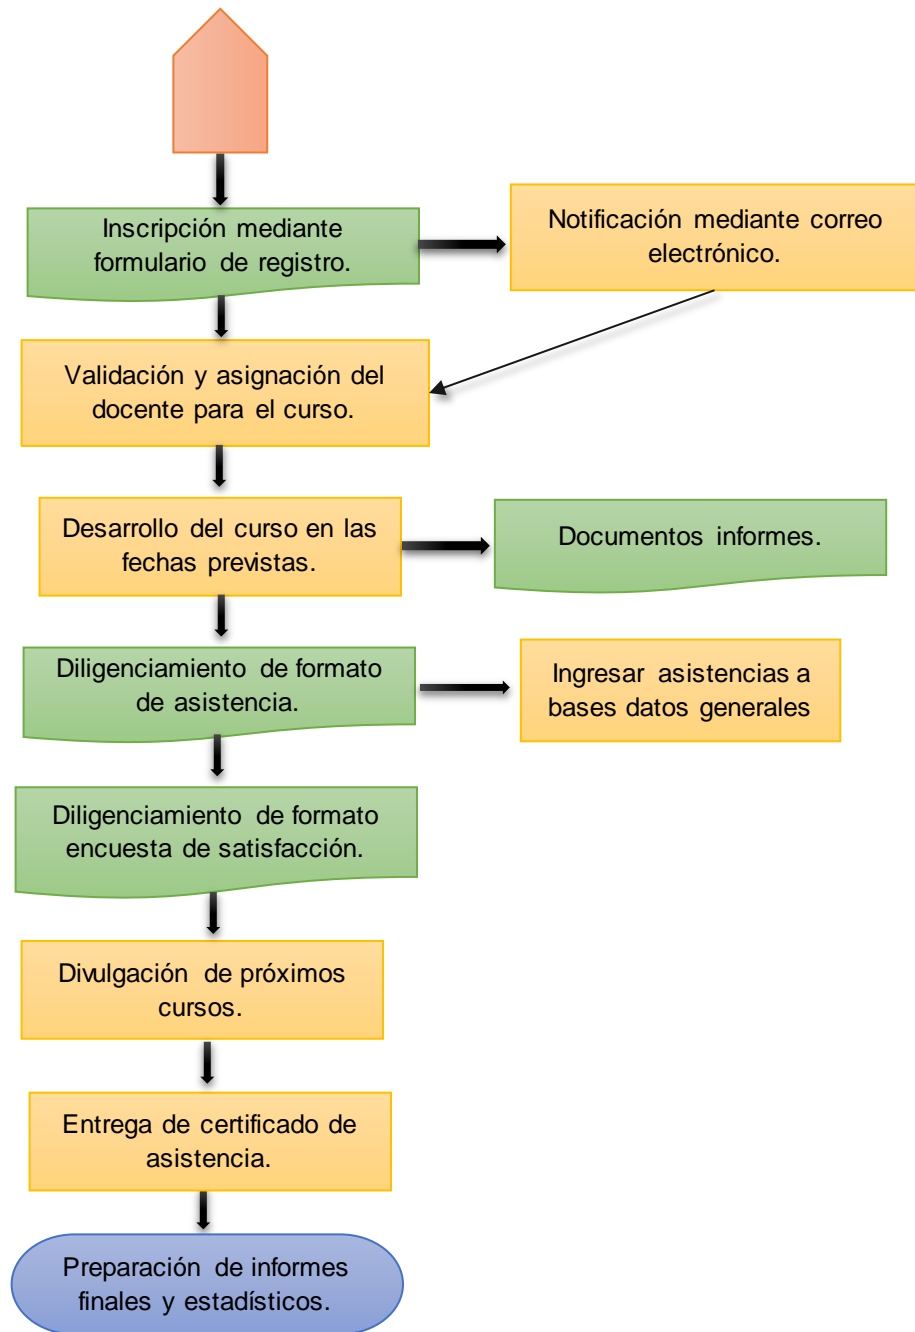 Inscripción mediante
formulario de registro.
Notificación mediante correo
electrónico.
Validación y asignación del
docente para el curso.
Desarrollo del curso en las
fechas previstas.
Documentos informes.
Diligenciamiento de formato
de asistencia.
Ingresar asistencias a
bases datos generales
Diligenciamiento de formato
encuesta de satisfacción.
Divulgación de próximos
cursos.
Entrega de certificado de
asistencia.
Preparación de informes
finales y estadísticos.